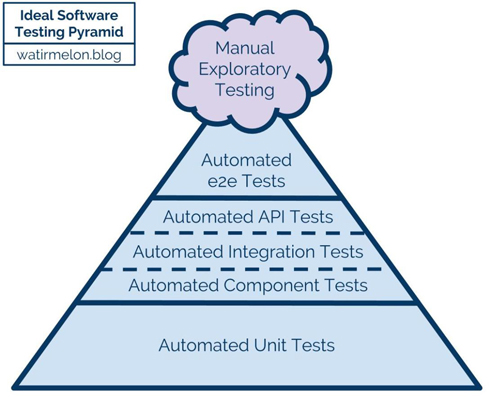 Ideal Software
Testing Pyramid
watirmelon.blog
Manual
Exploratory
Testing
Automated
e2e Tests
Automated API Tests
Automated Integration Tests
Automated Component Tests
Automated Unit Tests